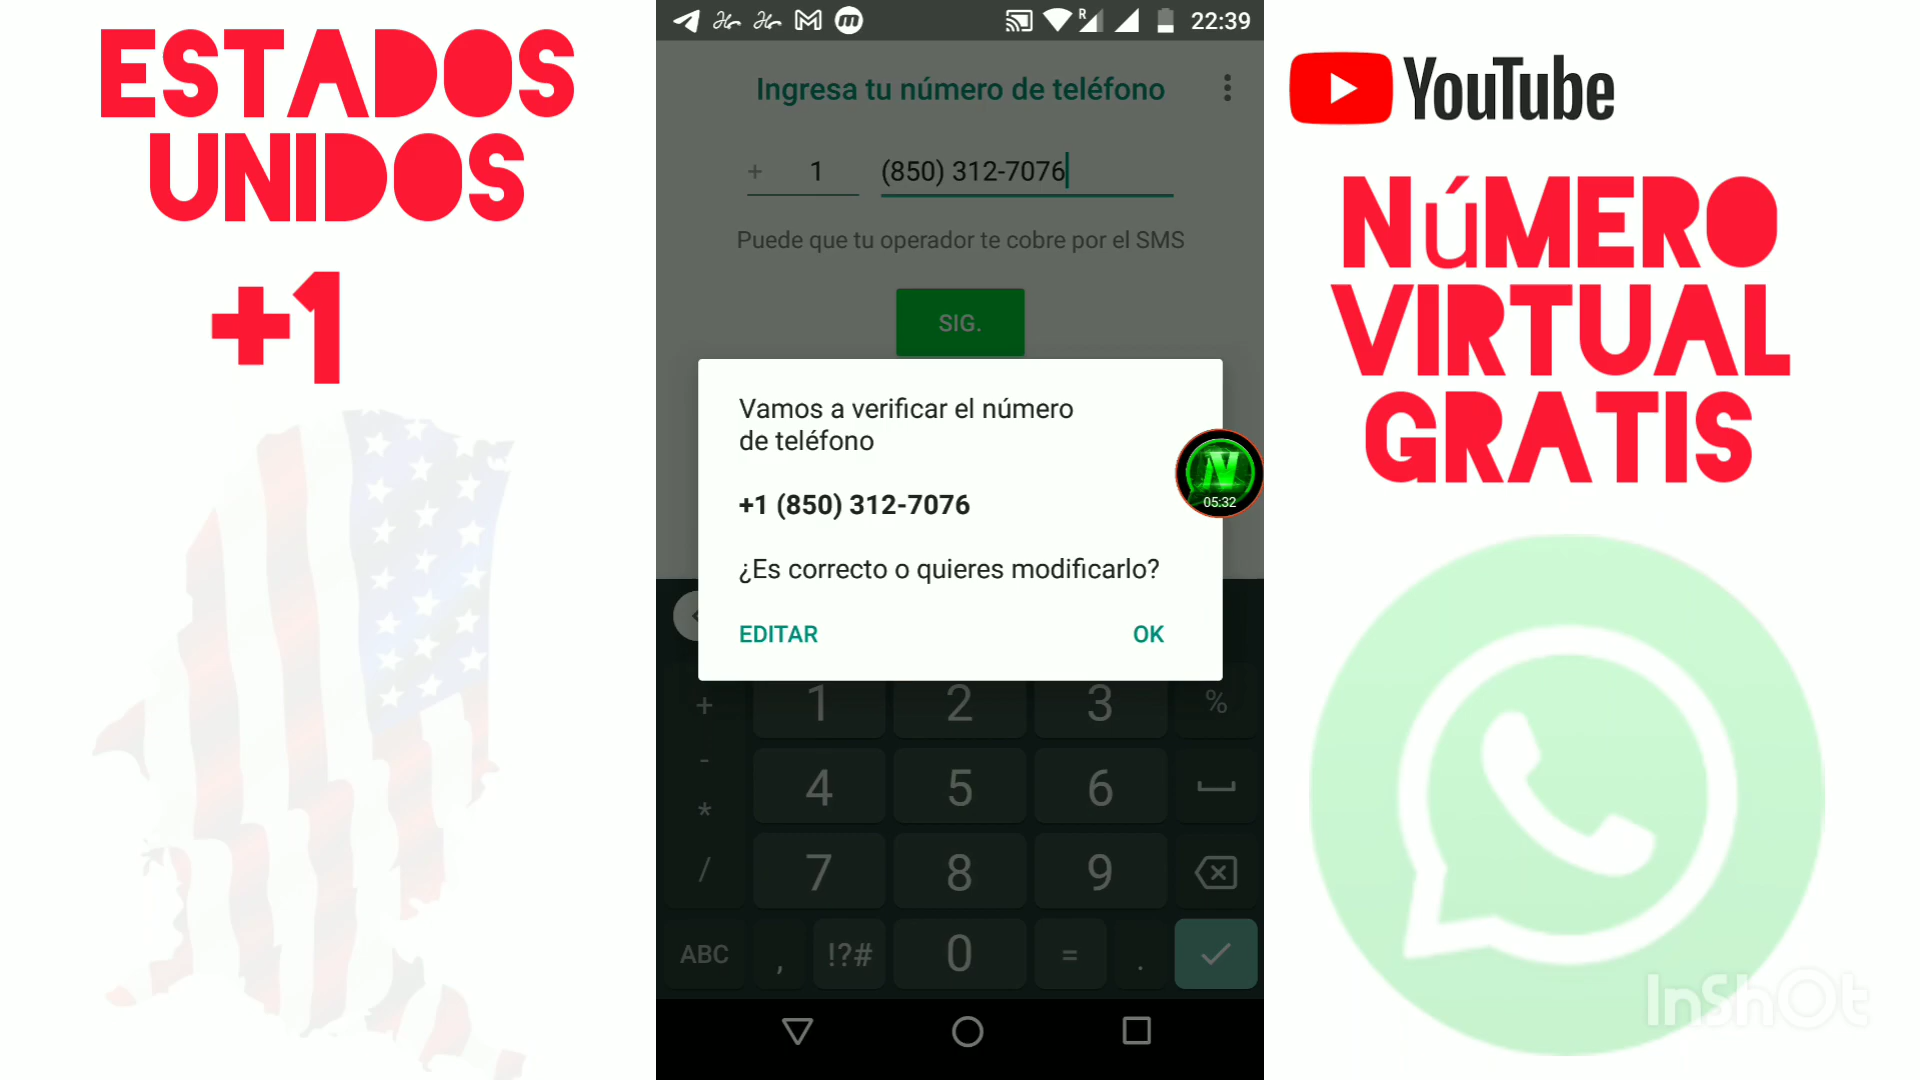 ESTADOS
UNIDOS
+1
22:39
R
Ingresa tu número de teléfono
+ 1 (850) 312-7076
Puede que tu operador te cobre por el SMS
SIG.
Vamos a verificar el número
de teléfono
+1 (850) 312-7076
¿Es correcto o quieres modificarlo?
EDITAR OK
N
05:32
+ 1 2 3 %
- 4 5 6
*
/ 7 8 9
ABC , !?# 0 = .
YouTube
NÚMERO
VIRTUAL
GRATIS
InShOt